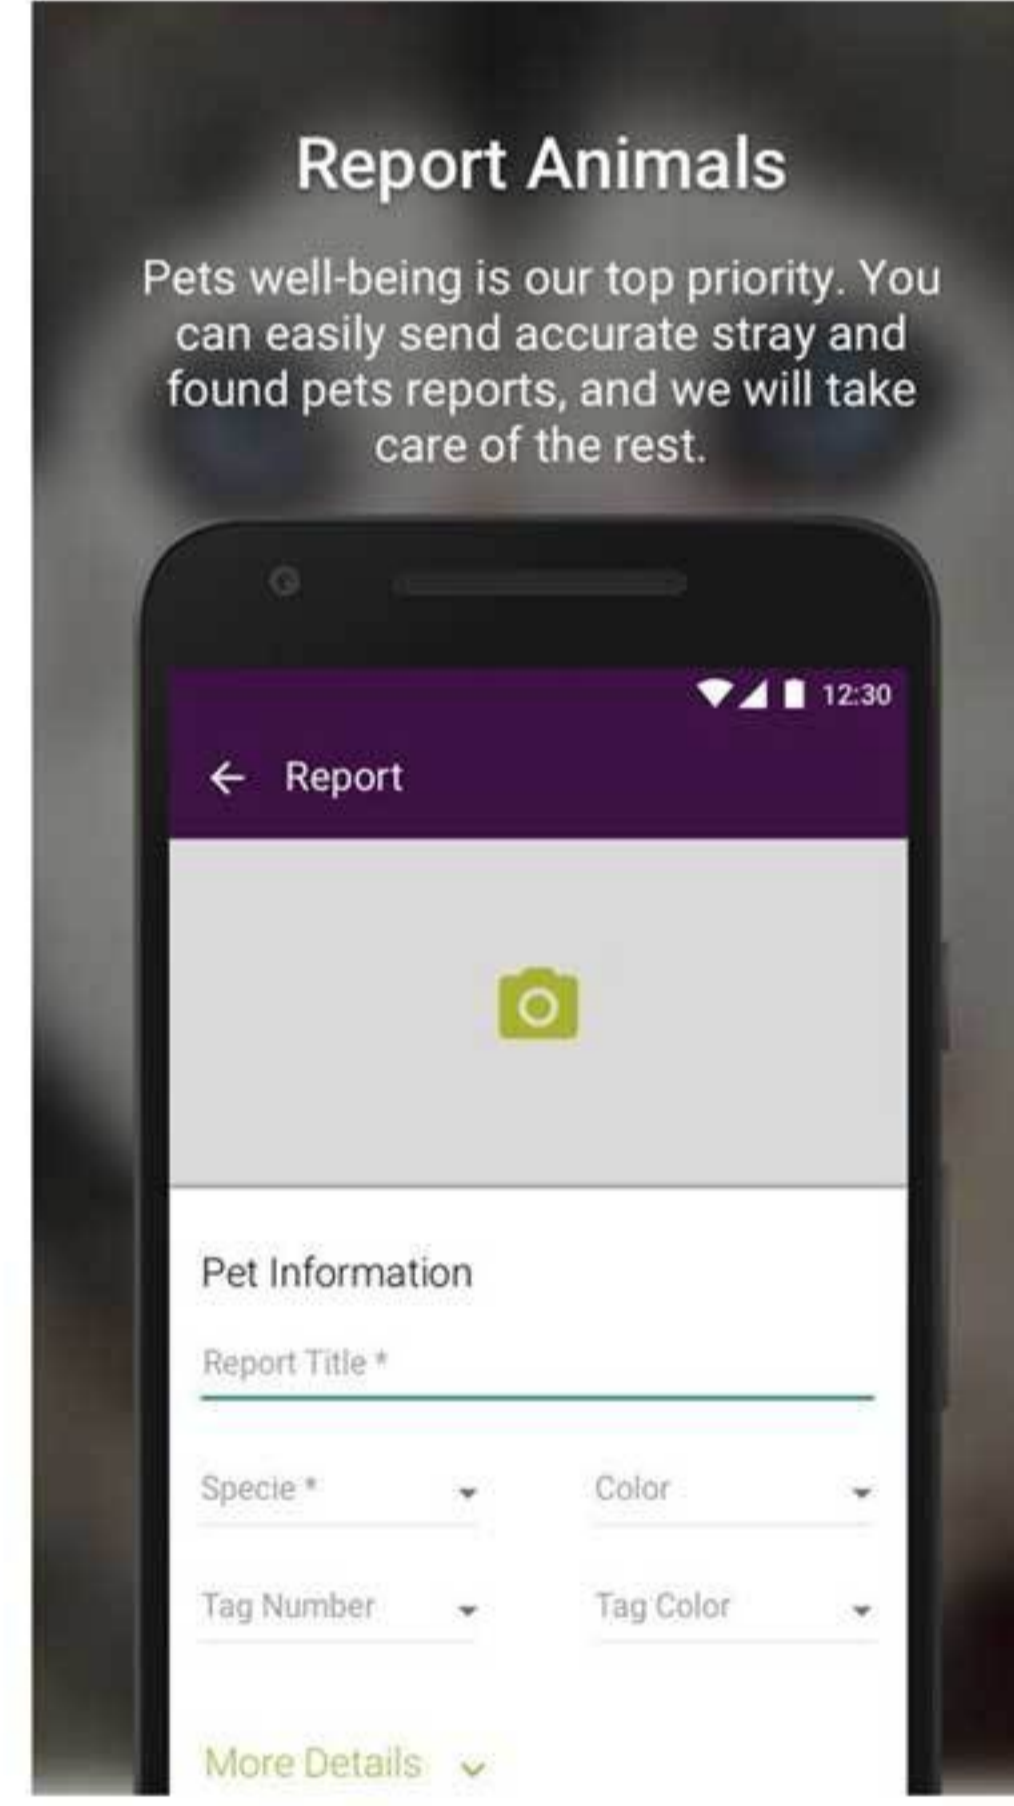 Report Animals
Pets well-being is our top priority. You
can easily send accurate stray and
found pets reports, and we will take
care of the rest.
12:30
Report
Pet Information
Report Title *
Specie *
Color
Tag Number
Tag Color
More Details